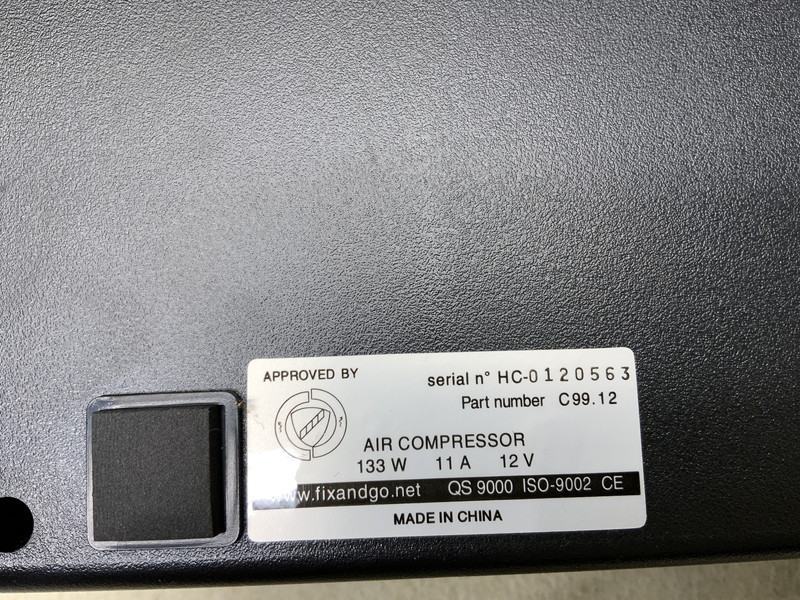 APPROVED BY
serial n° HC-0120563
Part number C99.12
AIR COMPRESSOR
133 W 11 A 12 V
www.fixandgo.net QS 9000 ISO-9002 CE
MADE IN CHINA